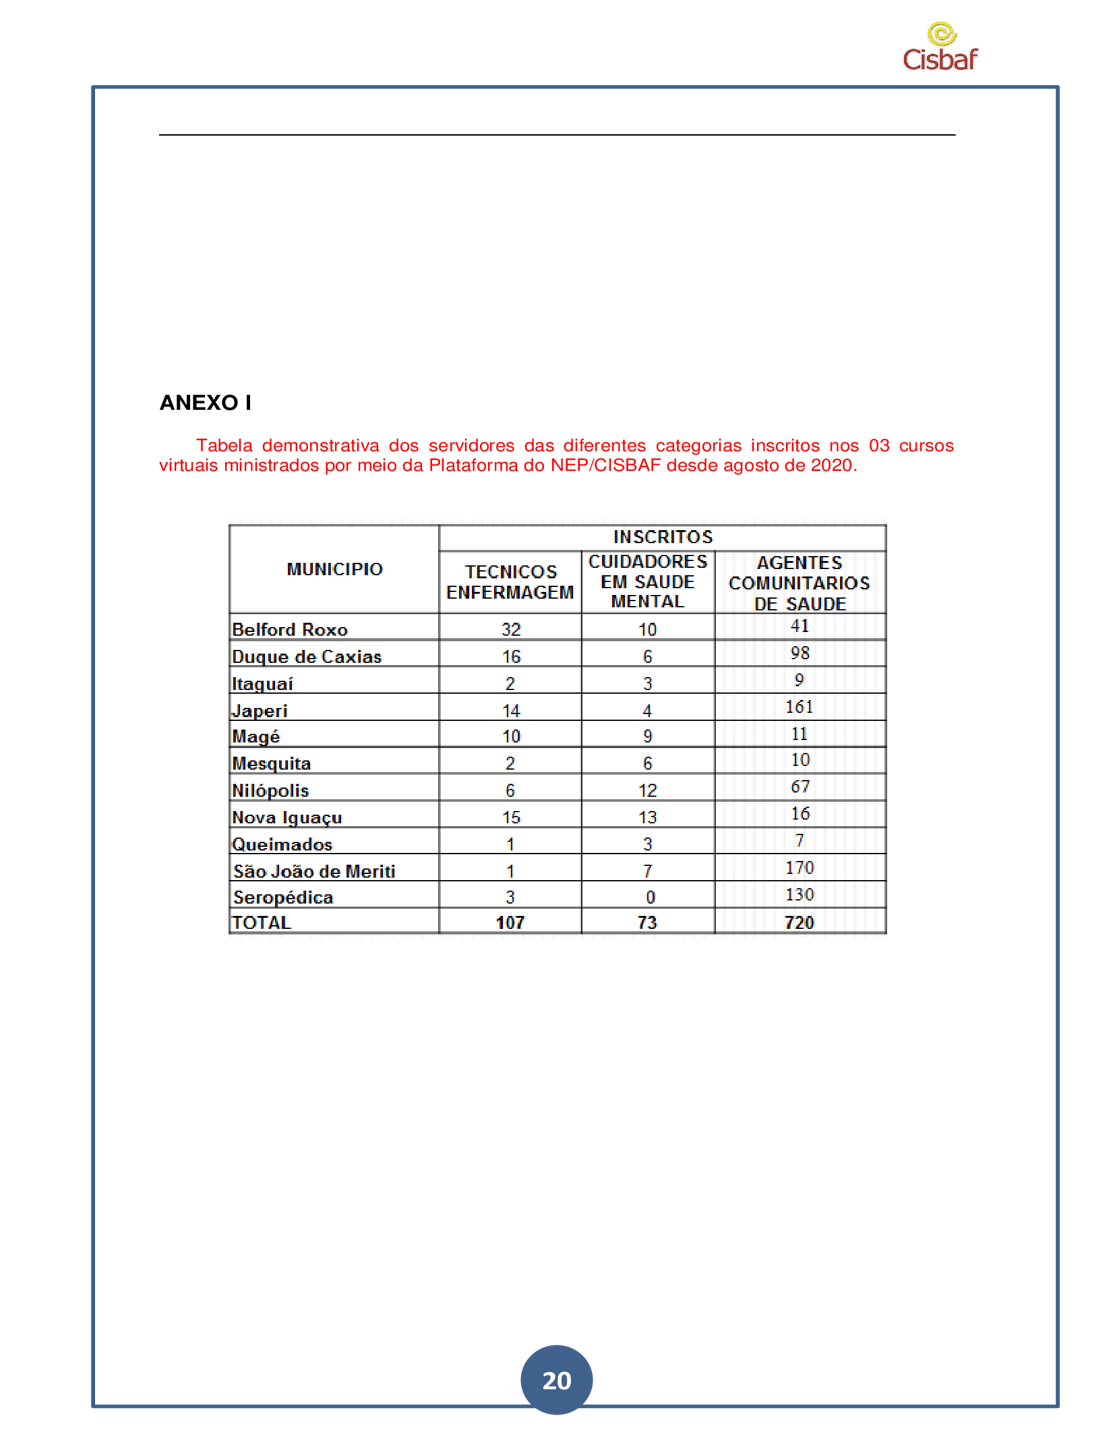 Cisbaf
ANEXO I
Tabela demonstrativa dos servidores das diferentes categorias inscritos nos 03 cursos
virtuais ministrados por meio da Plataforma do NEP/CISBAF desde agosto de 2020.
MUNICIPIO
INSCRITOS
TECNICOS
ENFERMAGEM
CUIDADORES
EM SAUDE
MENTAL
AGENTES
COMUNITARIOS
DE SAUDE
Belford Roxo 32 10 41
Duque de Caxias 16 6 98
Itaguaí 2 3 9
Japeri 14 4 161
Magé 10 9 11
Mesquita 2 6 10
Nilópolis 6 12 67
Nova Iguaçu 15 13 16
Queimados 1 3 7
São João de Meriti 1 7 170
Seropédica 3 0 130
TOTAL 107 73 720
20